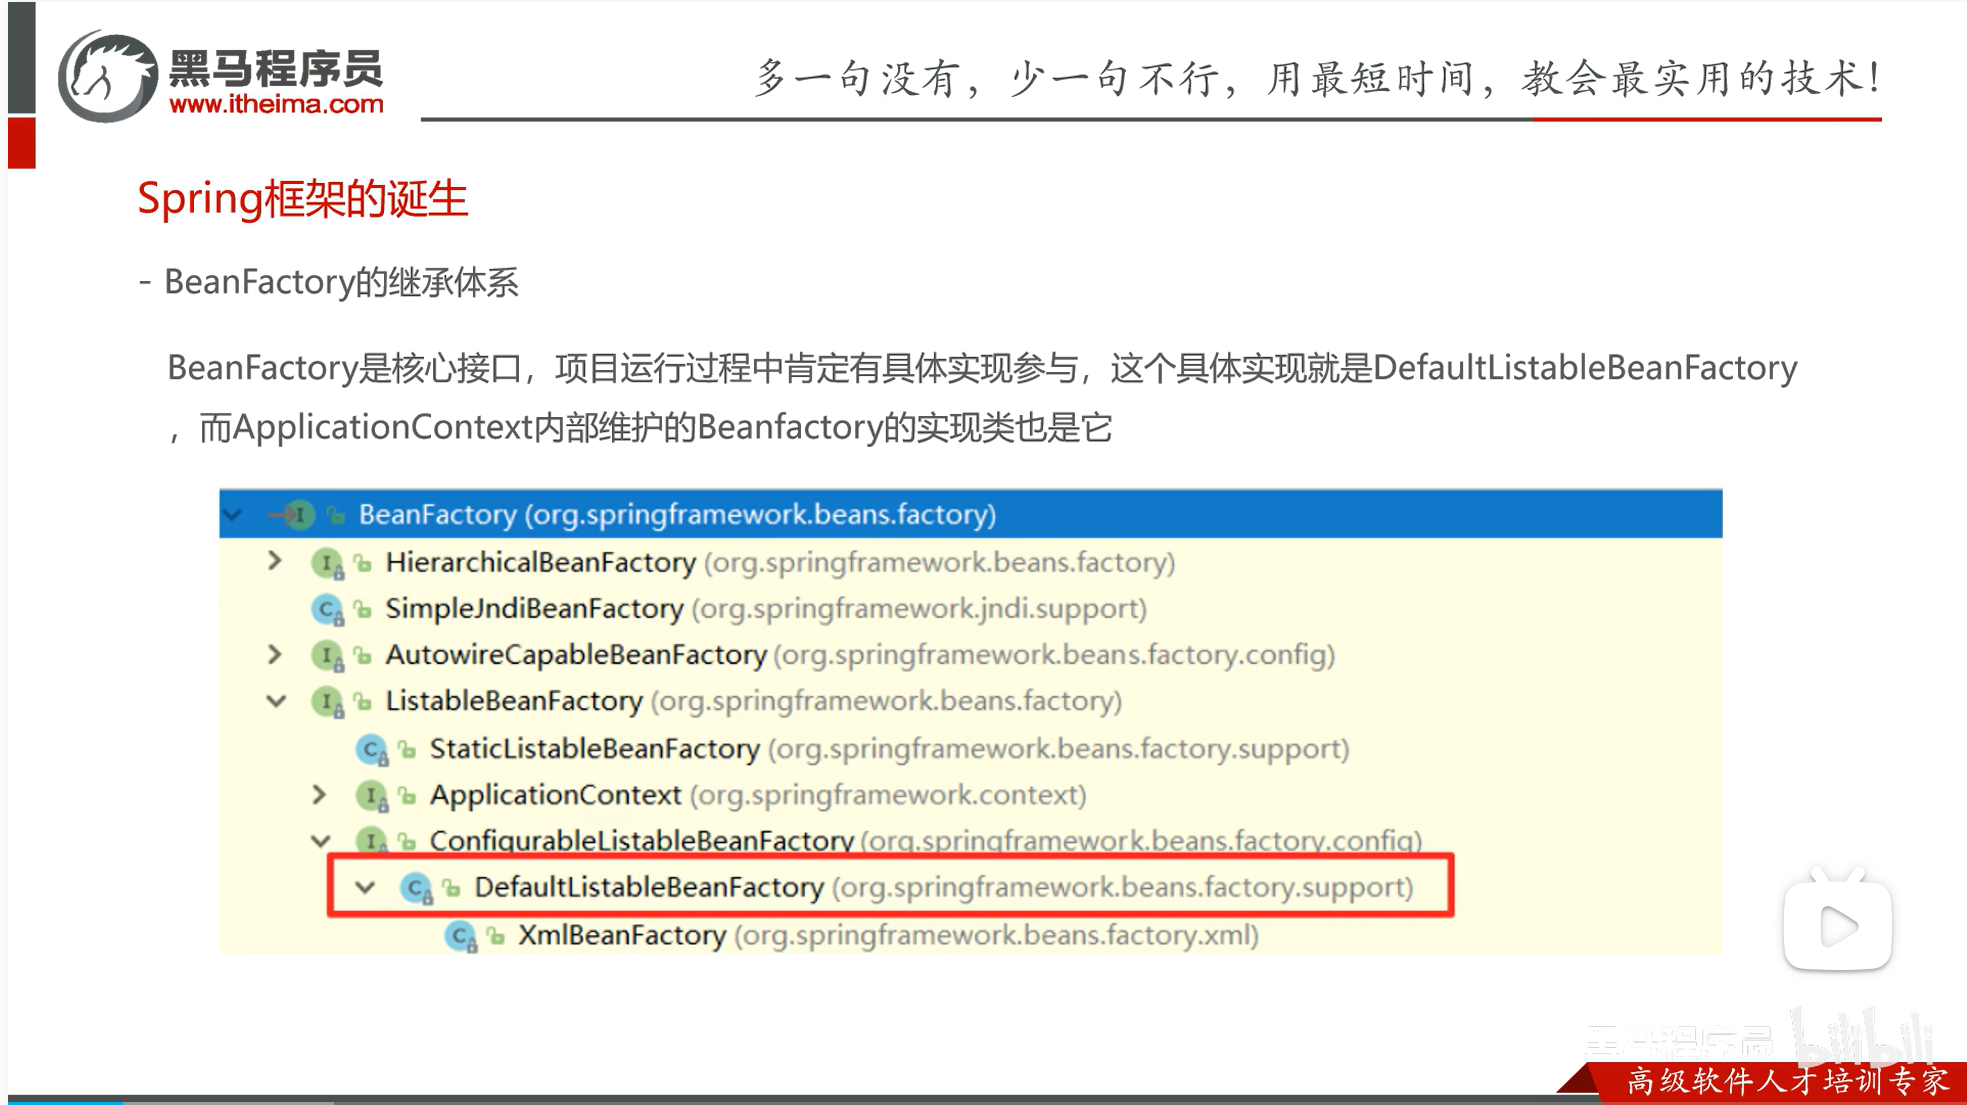 黑马程序员
www.itheima.com
多一句没有，少一句不行，用最短时间，教会最实用的技术！
Spring框架的诞生
- BeanFactory的继承体系
BeanFactory是核心接口，项目运行过程中肯定有具体实现参与，这个具体实现就是DefaultListableBeanFactory
，而ApplicationContext内部维护的Beanfactory的实现类也是它
BeanFactory (org.springframework.beans.factory)
HierarchicalBeanFactory (org.springframework.beans.factory)
SimpleJndiBeanFactory (org.springframework.jndi.support)
AutowireCapableBeanFactory (org.springframework.beans.factory.config)
ListableBeanFactory (org.springframework.beans.factory)
StaticListableBeanFactory (org.springframework.beans.factory.support)
ApplicationContext (org.springframework.context)
ConfigurableListableBeanFactory (org.springframework.beans.factory.config)
DefaultListableBeanFactory (org.springframework.beans.factory.support)
XmlBeanFactory (org.springframework.beans.factory.xml)
黑马程序员 bilibili
高级软件人才培训专家